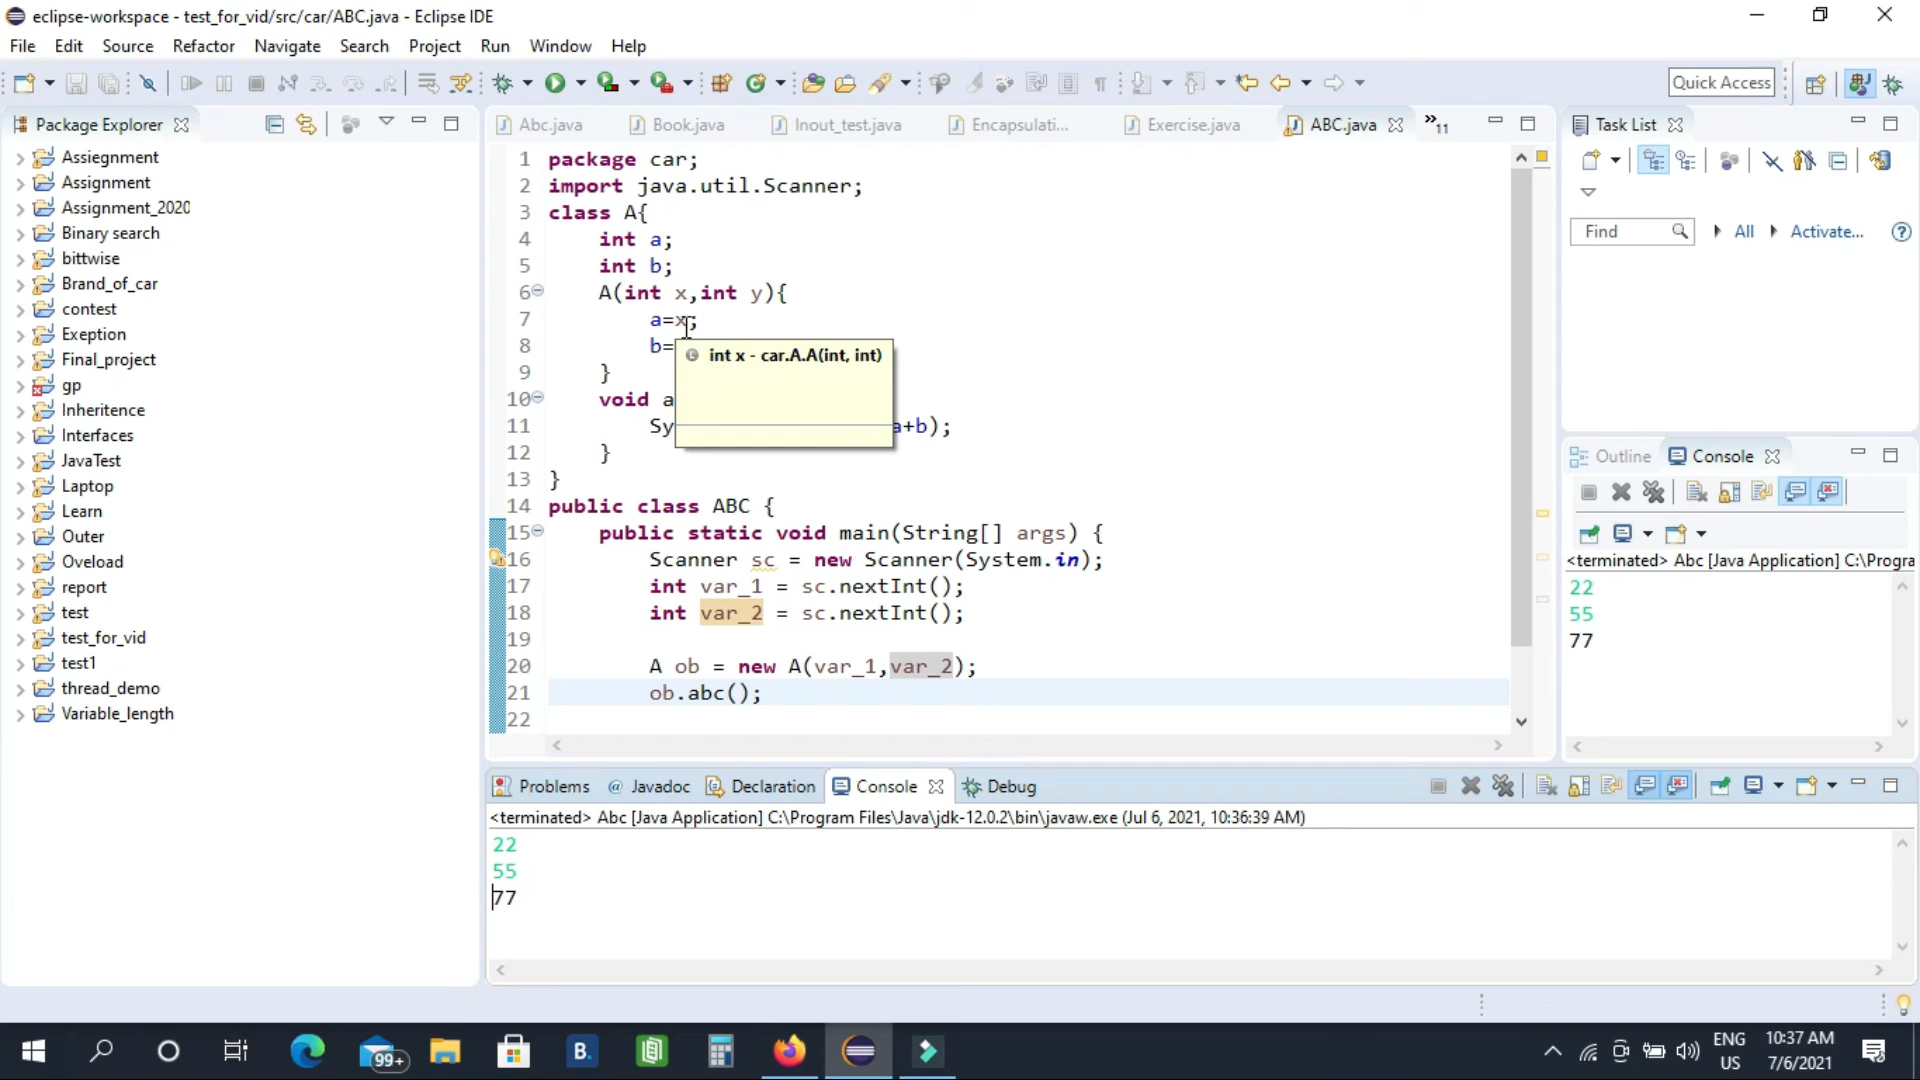 eclipse-workspace - test_for_vid/src/car/ABC.java - Eclipse IDE
File Edit Source Refactor Navigate Search Project Run Window Help
Quick Access
Package Explorer
Assiegnment
Assignment
Assignment_2020
Binary search
bittwise
Brand_of_car
contest
Exeption
Final_project
gp
Inheritence
Interfaces
JavaTest
Laptop
Learn
Outer
Oveload
report
test
test_for_vid
test1
thread_demo
Variable_length
Abc.java Book.java Inout_test.java Encapsulati... Exercise.java ABC.java »11
1 package car;
2 import java.util.Scanner;
3 class A{
4 int a;
5 int b;
6 A(int x,int y){
7 a=x;
8 b=
9 }
10 void a
11 Sy a+b);
12 }
13 }
14 public class ABC {
15 public static void main(String[] args) {
16 Scanner sc = new Scanner(System.in);
17 int var_1 = sc.nextInt();
18 int var_2 = sc.nextInt();
19
20 A ob = new A(var_1,var_2);
21 ob.abc();
22
int x - car.A.A(int, int)
Task List
Find All Activate...
Outline Console
<terminated> Abc [Java Application] C:\Progra
22
55
77
Problems @ Javadoc Declaration Console Debug
<terminated> Abc [Java Application] C:\Program Files\Java\jdk-12.0.2\bin\javaw.exe (Jul 6, 2021, 10:36:39 AM)
22
55
77
99+
B.
ENG
US
10:37 AM
7/6/2021